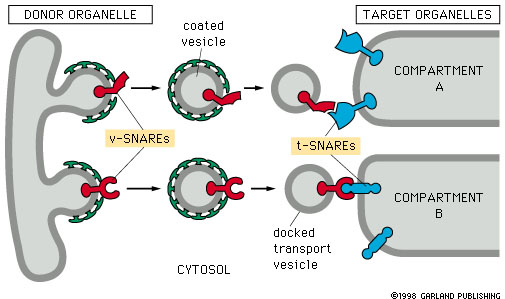 DONOR ORGANELLE
TARGET ORGANELLES
coated
vesicle
COMPARTMENT
A
v-SNAREs
t-SNAREs
COMPARTMENT
B
docked
transport
vesicle
CYTOSOL
©1998 GARLAND PUBLISHING